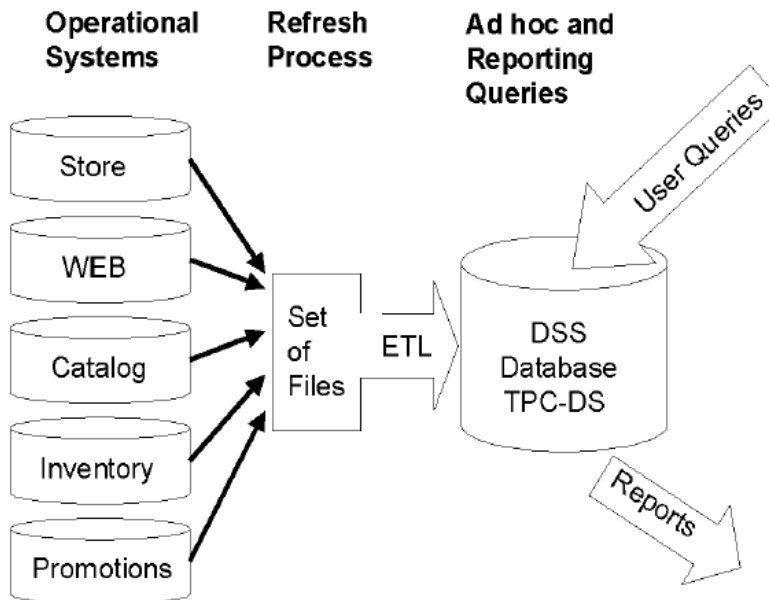 Operational
Systems
Refresh
Process
Ad hoc and
Reporting
Queries
Store
WEB
Catalog
Inventory
Promotions
Set
of
Files
ETL
User Queries
DSS
Database
TPC-DS
Reports